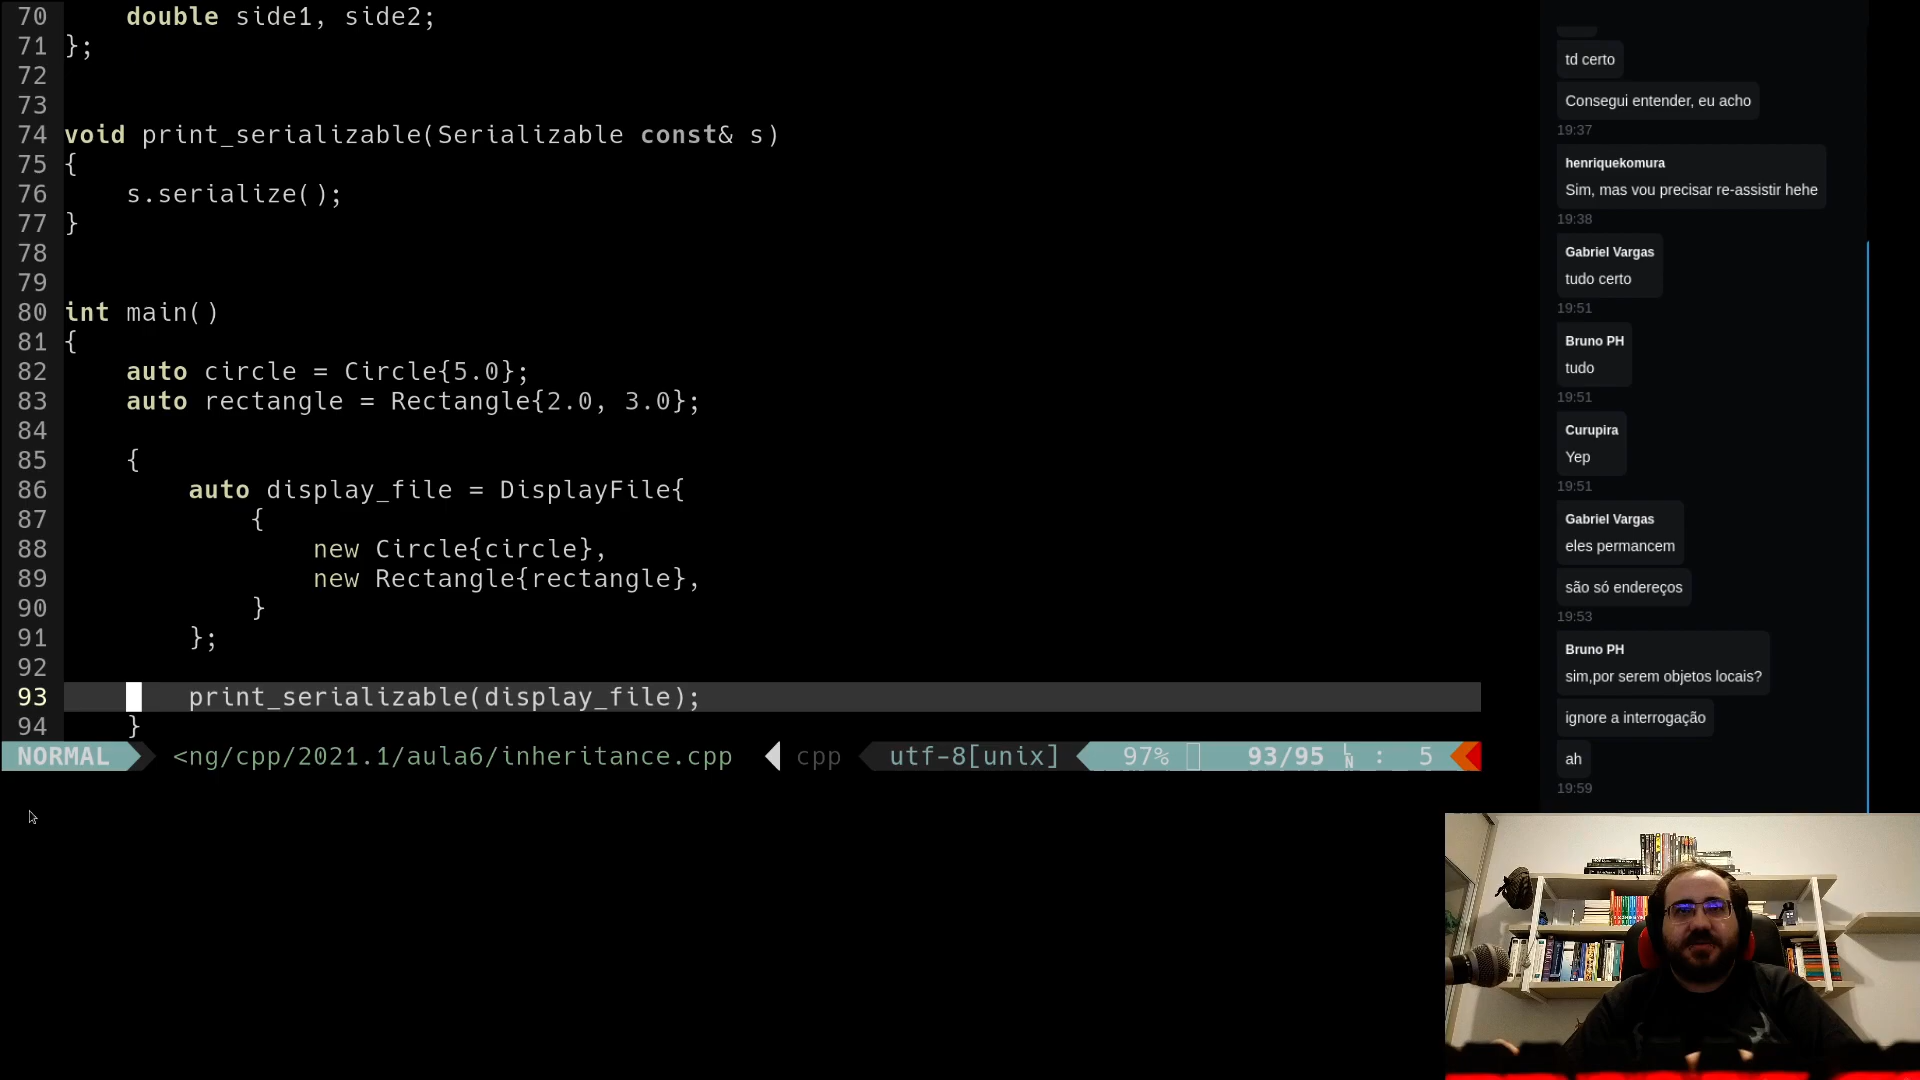 70 double side1, side2;
71 };
72
73
74 void print_serializable(Serializable const& s)
75 {
76 s.serialize();
77 }
78
79
80 int main()
81 {
82 auto circle = Circle{5.0};
83 auto rectangle = Rectangle{2.0, 3.0};
84
85 {
86 auto display_file = DisplayFile{
87 {
88 new Circle{circle},
89 new Rectangle{rectangle},
90 }
91 };
92
93 print_serializable(display_file);
94 }
NORMAL <ng/cpp/2021.1/aula6/inheritance.cpp cpp utf-8[unix] 97% 93/95 LN : 5
td certo
Consegui entender, eu acho
19:37
henriquekomura
Sim, mas vou precisar re-assistir hehe
19:38
Gabriel Vargas
tudo certo
19:51
Bruno PH
tudo
19:51
Curupira
Yep
19:51
Gabriel Vargas
eles permancem
são só endereços
19:53
Bruno PH
sim,por serem objetos locais?
ignore a interrogação
ah
19:59